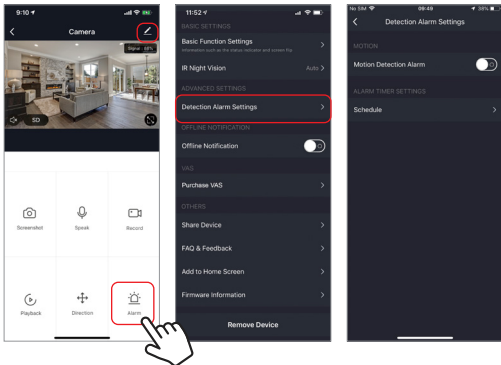 9:10
Camera
Signal : 88%
SD
Screenshot
Speak
Record
Playback
Direction
Alarm
11:52
BASIC SETTINGS
Basic Function Settings
Information such as the status indicator and screen flip
IR Night Vision
Auto >
ADVANCED SETTINGS
Detection Alarm Settings
OFFLINE NOTIFICATION
Offline Notification
VAS
Purchase VAS
OTHERS
Share Device
FAQ & Feedback
Add to Home Screen
Firmware Information
Remove Device
No SIM
09:49
38%
Detection Alarm Settings
MOTION
Motion Detection Alarm
ALARM TIMER SETTINGS
Schedule